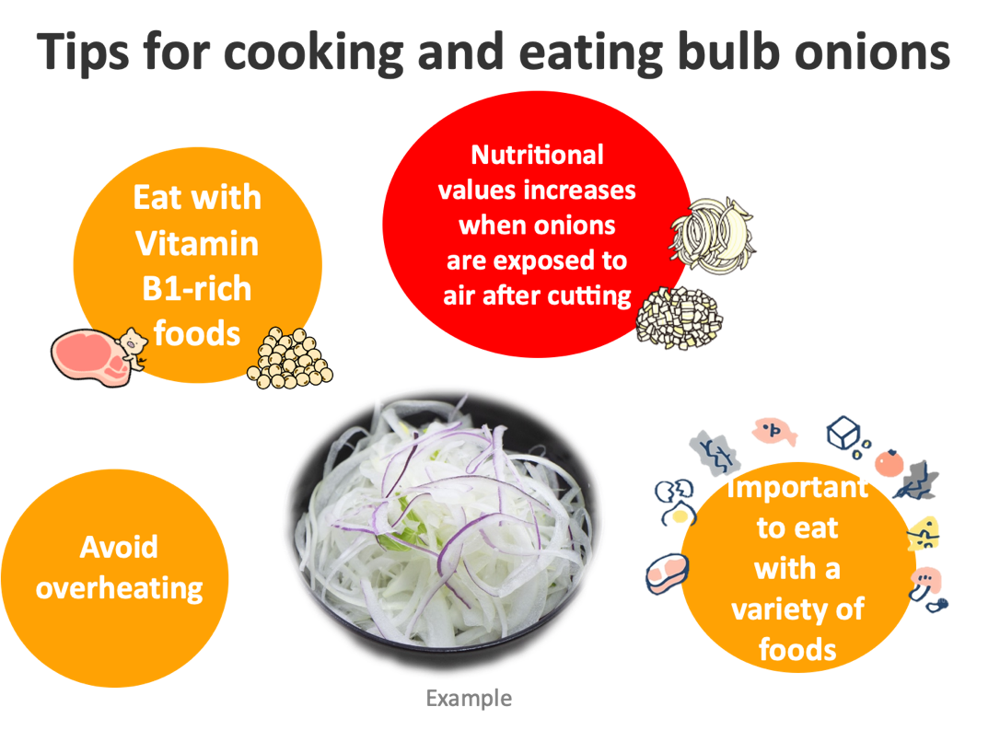 Tips for cooking and eating bulb onions
Nutritional
values increases
when onions
are exposed to
air after cutting
Eat with
Vitamin
B1-rich
foods
Avoid
overheating
Important
to eat
with a
variety of
foods
Example